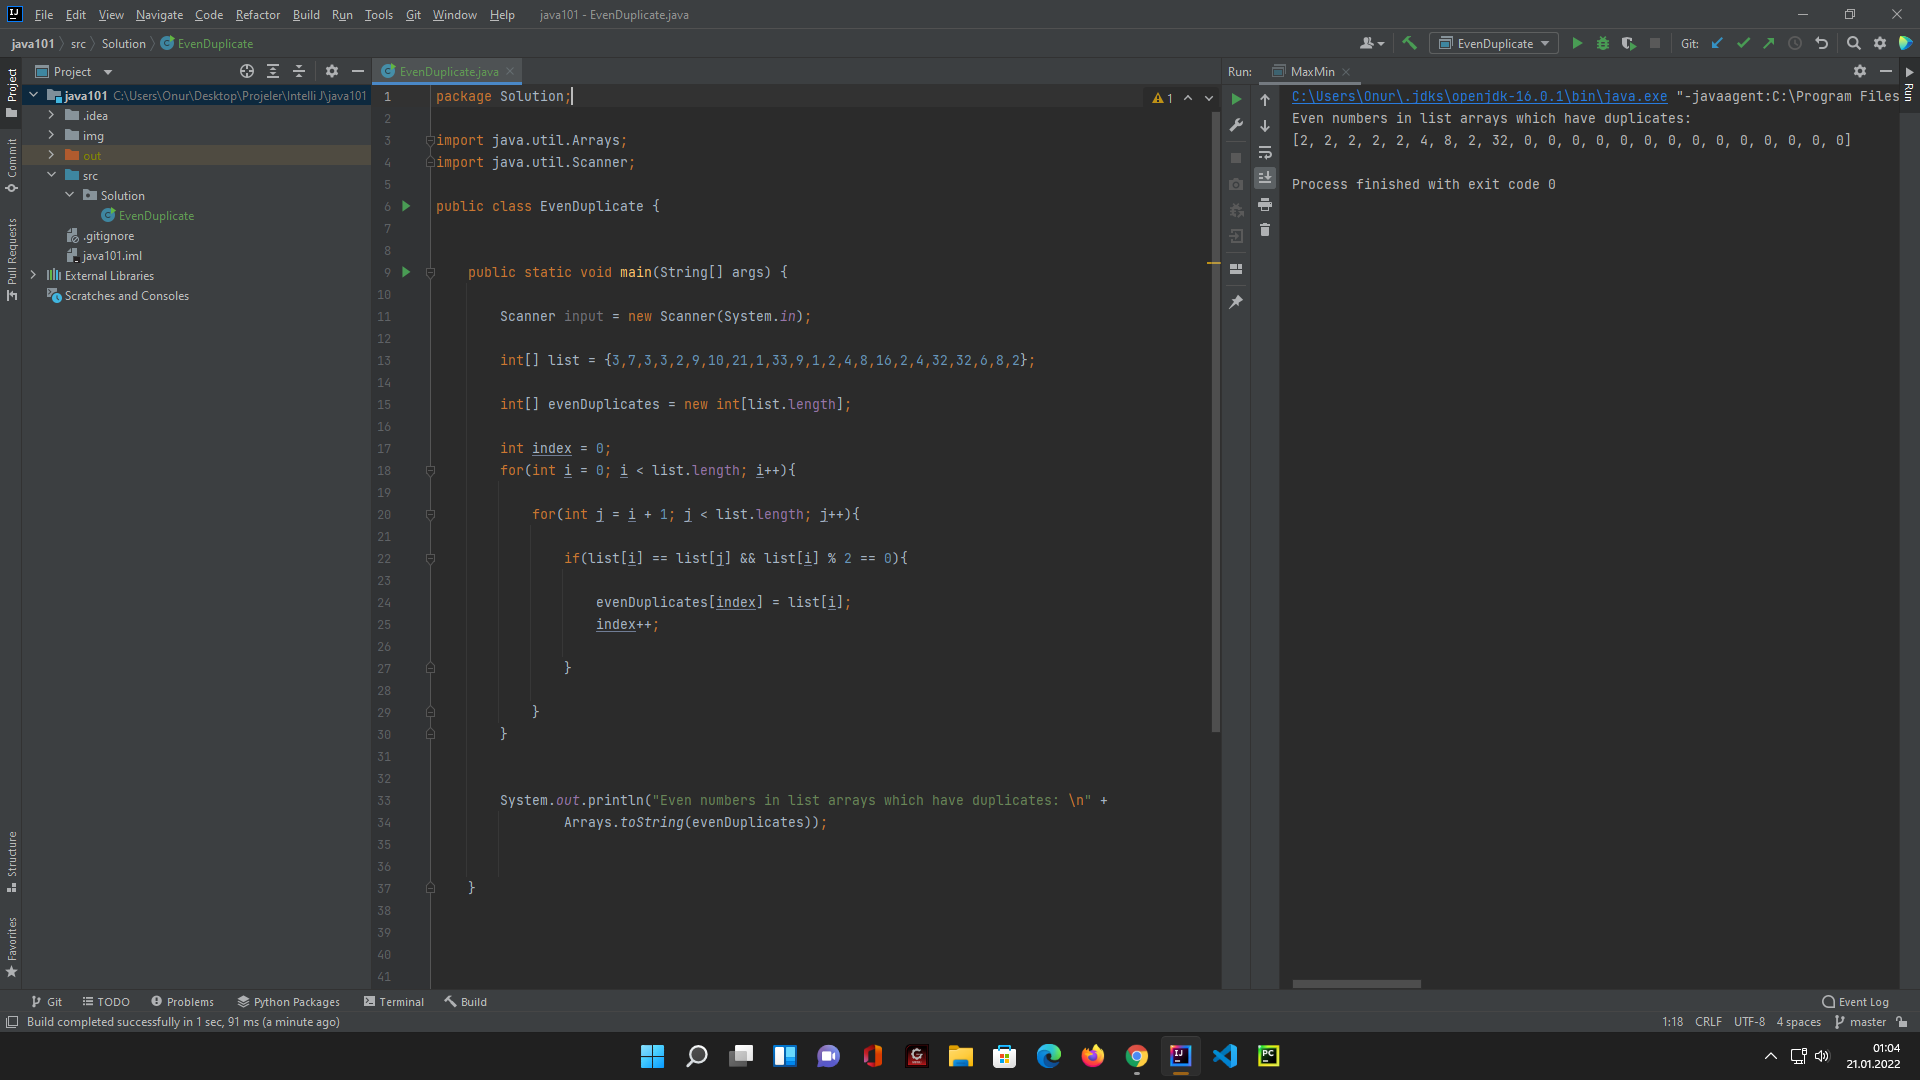 File Edit View Navigate Code Refactor Build Run Tools Git Window Help java101 - EvenDuplicate.java
java101 src Solution EvenDuplicate
EvenDuplicate Git:
Project
EvenDuplicate.java
Run: MaxMin
Project
Commit
Pull Requests
Structure
Favorites
java101 C:\Users\Onur\Desktop\Projeler\Intelli J\java101
.idea
img
out
src
Solution
EvenDuplicate
.gitignore
java101.iml
External Libraries
Scratches and Consoles
1 package Solution;
1
2
3 import java.util.Arrays;
4 import java.util.Scanner;
5
6 public class EvenDuplicate {
7
8
9 public static void main(String[] args) {
10
11 Scanner input = new Scanner(System.in);
12
13 int[] list = {3,7,3,3,2,9,10,21,1,33,9,1,2,4,8,16,2,4,32,32,6,8,2};
14
15 int[] evenDuplicates = new int[list.length];
16
17 int index = 0;
18 for(int i = 0; i < list.length; i++){
19
20 for(int j = i + 1; j < list.length; j++){
21
22 if(list[i] == list[j] && list[i] % 2 == 0){
23
24 evenDuplicates[index] = list[i];
25 index++;
26
27 }
28
29 }
30 }
31
32
33 System.out.println("Even numbers in list arrays which have duplicates: \n" +
34 Arrays.toString(evenDuplicates));
35
36
37 }
38
39
40
41
C:\Users\Onur\.jdks\openjdk-16.0.1\bin\java.exe "-javaagent:C:\Program Files
Even numbers in list arrays which have duplicates:
[2, 2, 2, 2, 2, 4, 8, 2, 32, 0, 0, 0, 0, 0, 0, 0, 0, 0, 0, 0, 0, 0, 0]
Process finished with exit code 0
Run
Git TODO Problems Python Packages Terminal Build
Event Log
Build completed successfully in 1 sec, 91 ms (a minute ago)
1:18 CRLF UTF-8 4 spaces master
01:04
21.01.2022